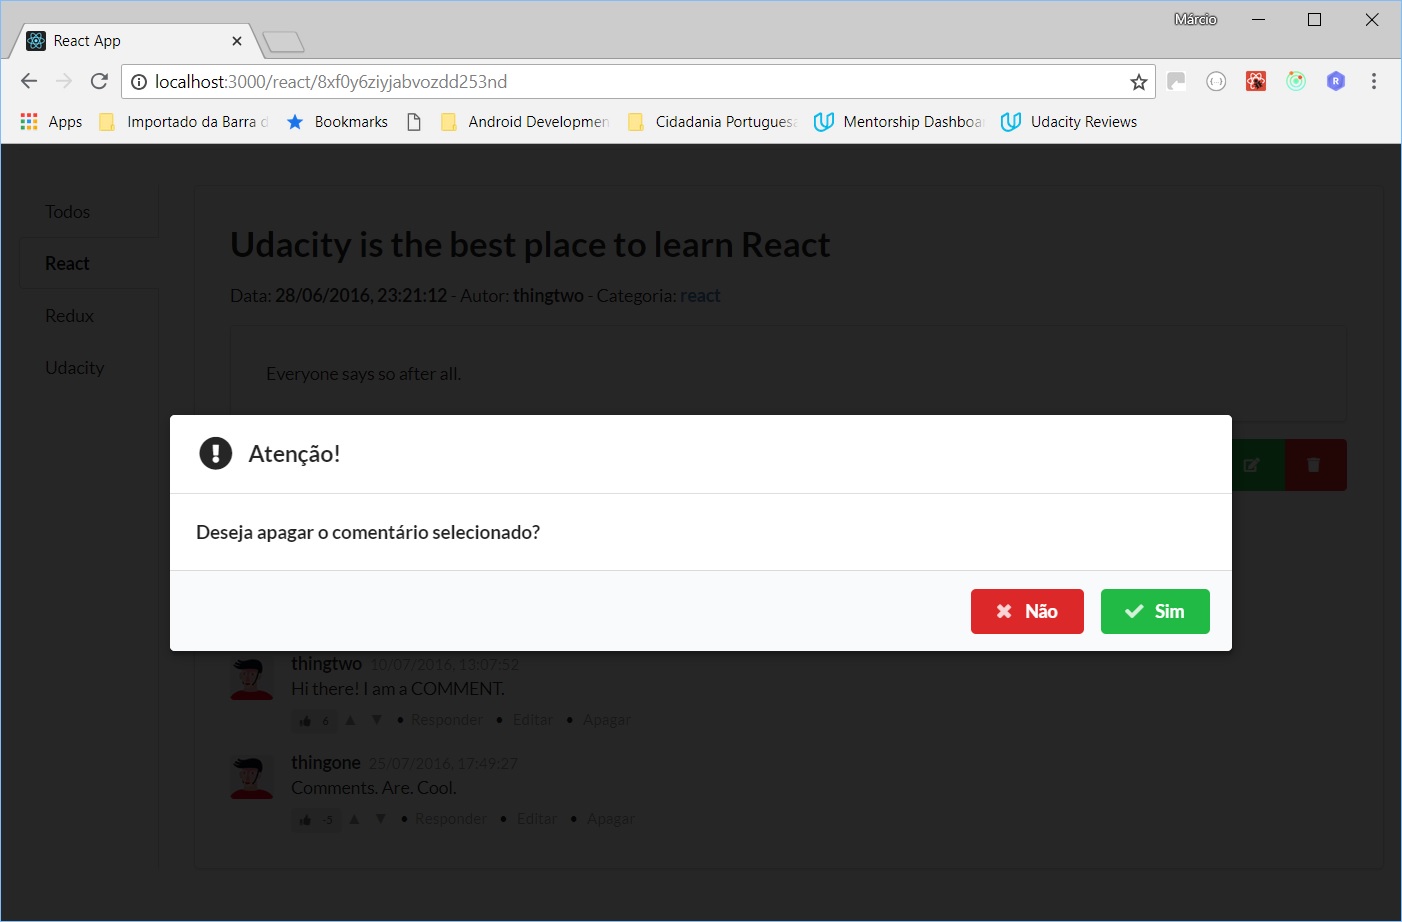 Márcio
React App
localhost:3000/react/8xf0y6ziyjabvozdd253nd
Apps Importado da Barra d Bookmarks Android Developmen Cidadania Portugues Mentorship Dashboa Udacity Reviews
Todos
React
Redux
Udacity
Udacity is the best place to learn React
Data: 28/06/2016, 23:21:12 - Autor: thingtwo - Categoria: react
Everyone says so after all.
Atenção!
Deseja apagar o comentário selecionado?
Não Sim
thingtwo 10/07/2016, 13:07:52
Hi there! I am a COMMENT.
6 ▲ ▼ • Responder • Editar • Apagar
thingone 25/07/2016, 17:49:27
Comments. Are. Cool.
-3 ▲ ▼ • Responder • Editar • Apagar